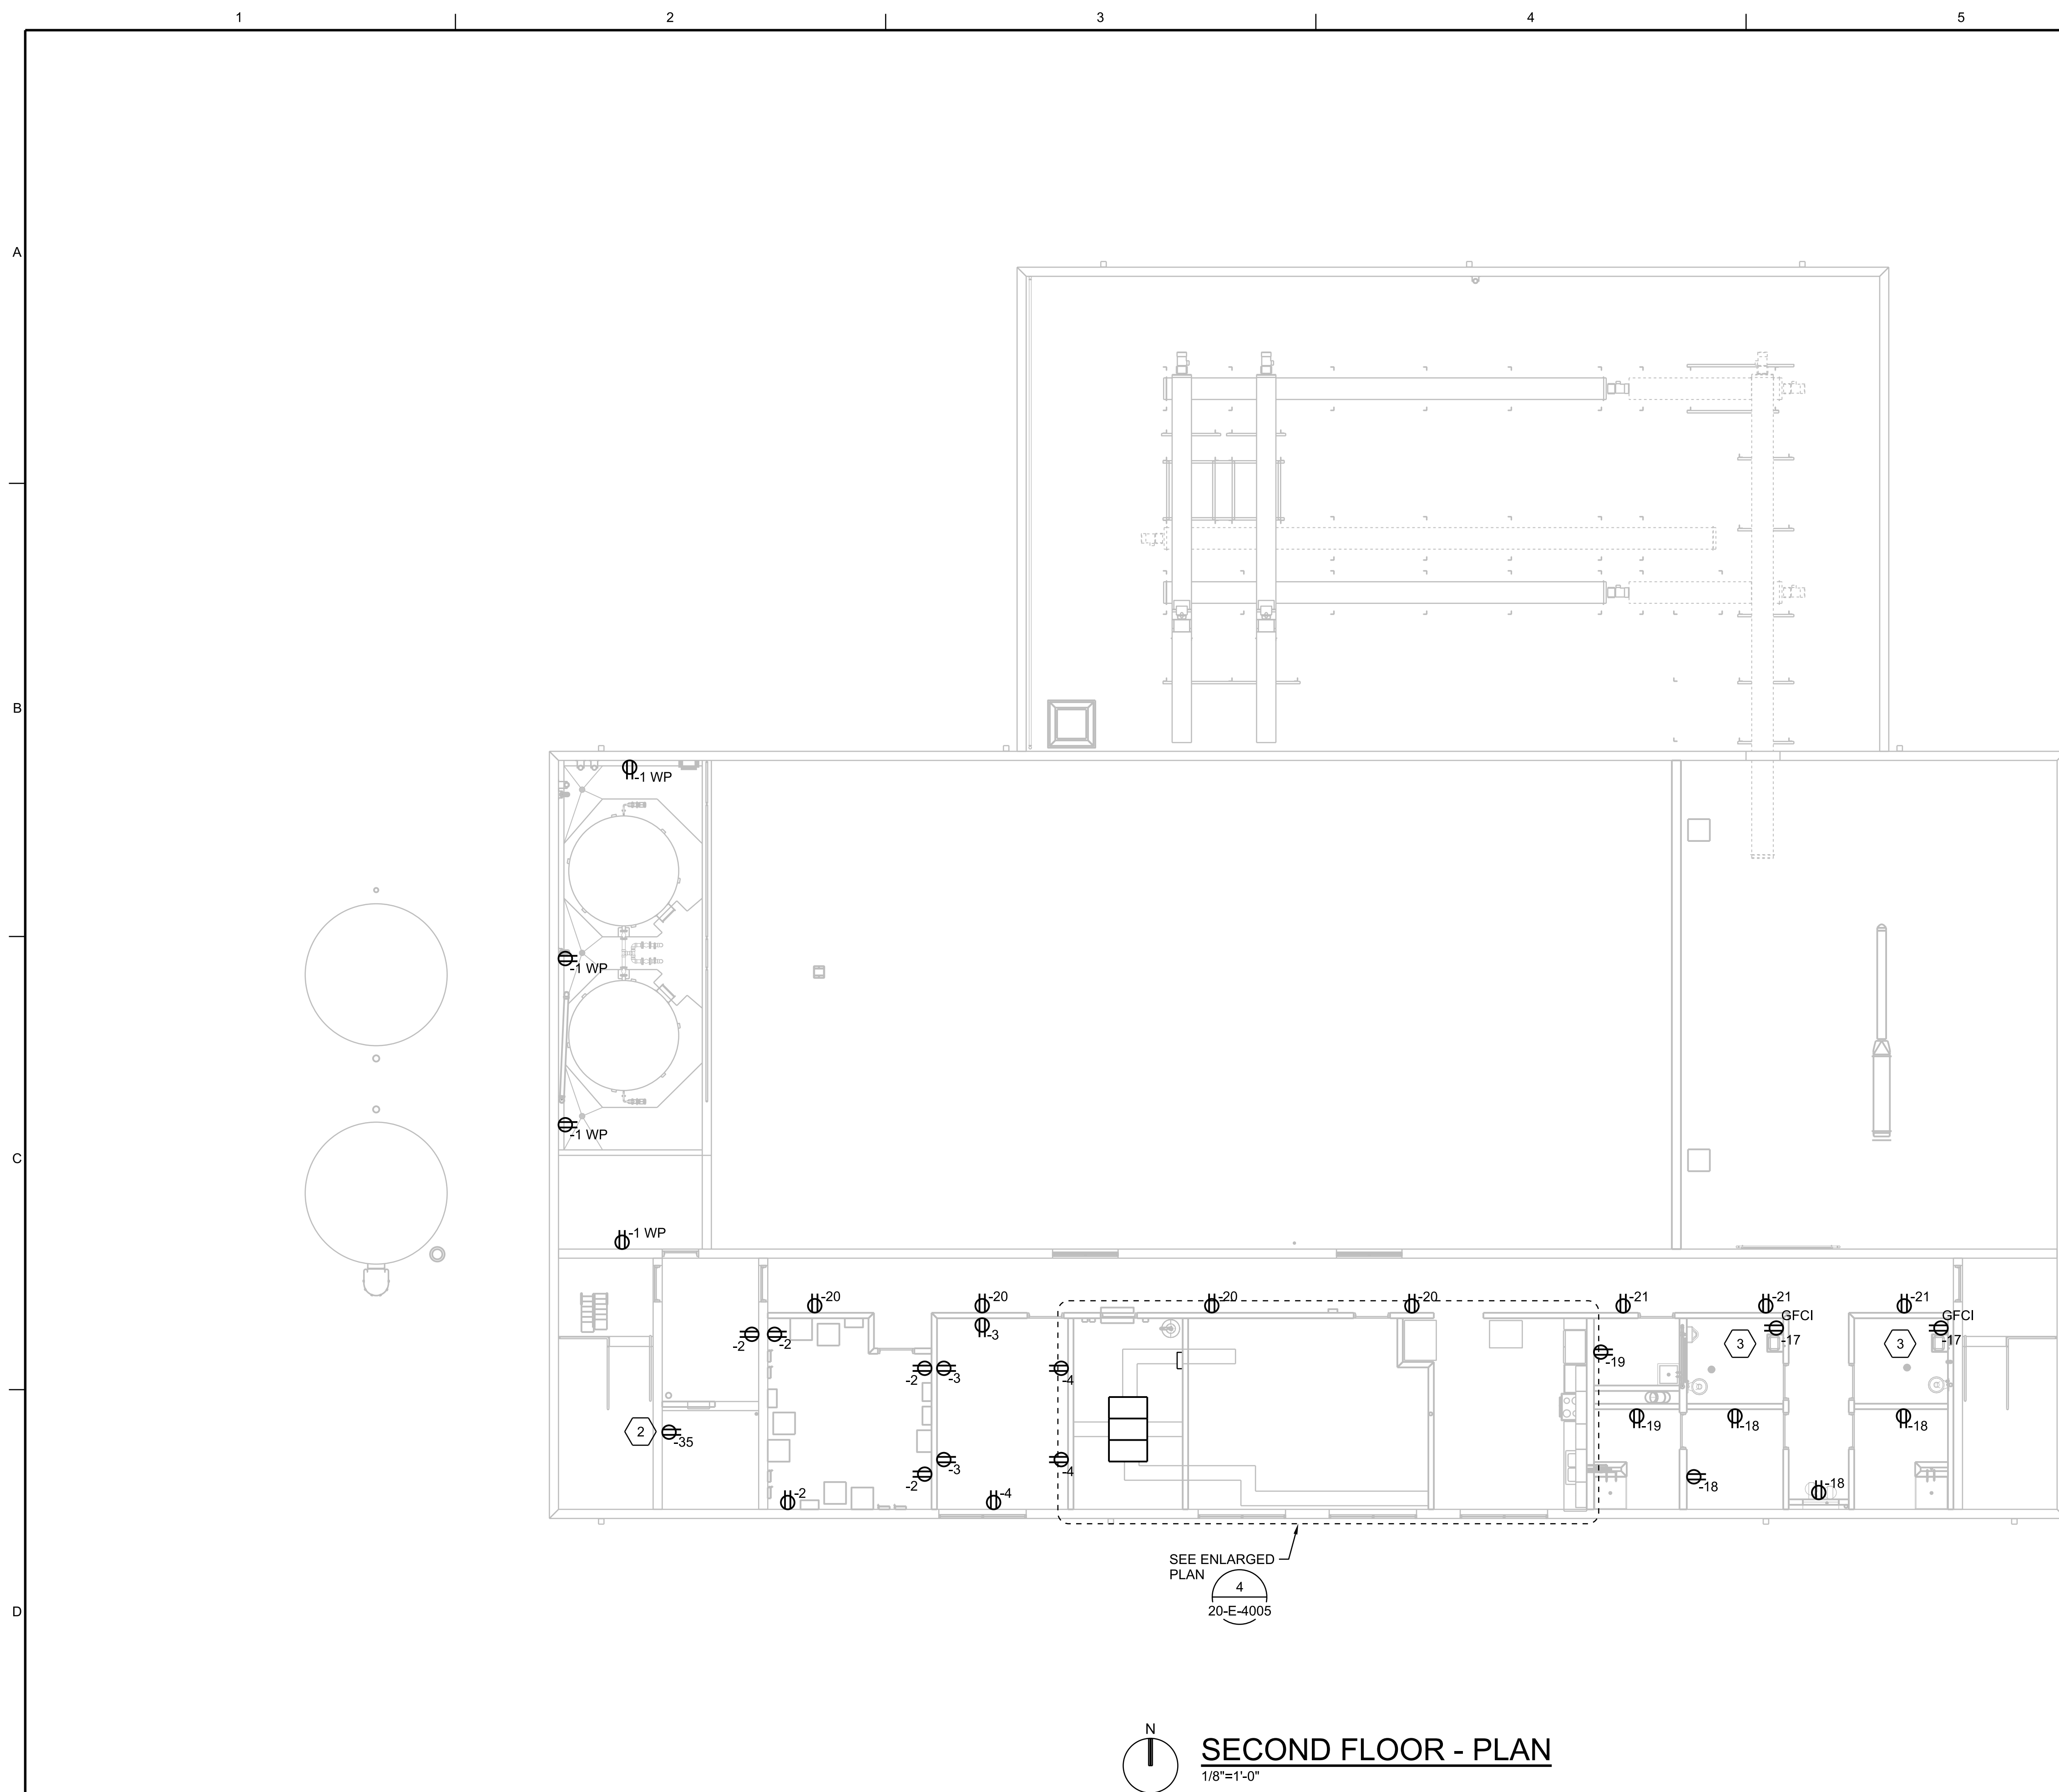 1 2 3 4 5
A
B
-1 WP
-1 WP
-1 WP
C
-1 WP
-20 -20 -20 -20 -21 -21 -21
GFCI GFCI
-3
-2 -2 3 -17 3 -17
-19
-2 -3 -4
-19 -18 -18
2 -35
-3 -4
-2 -18 -18
-2 -4
SEE ENLARGED
PLAN
4
20-E-4005
D
N
SECOND FLOOR - PLAN
1/8"=1'-0"